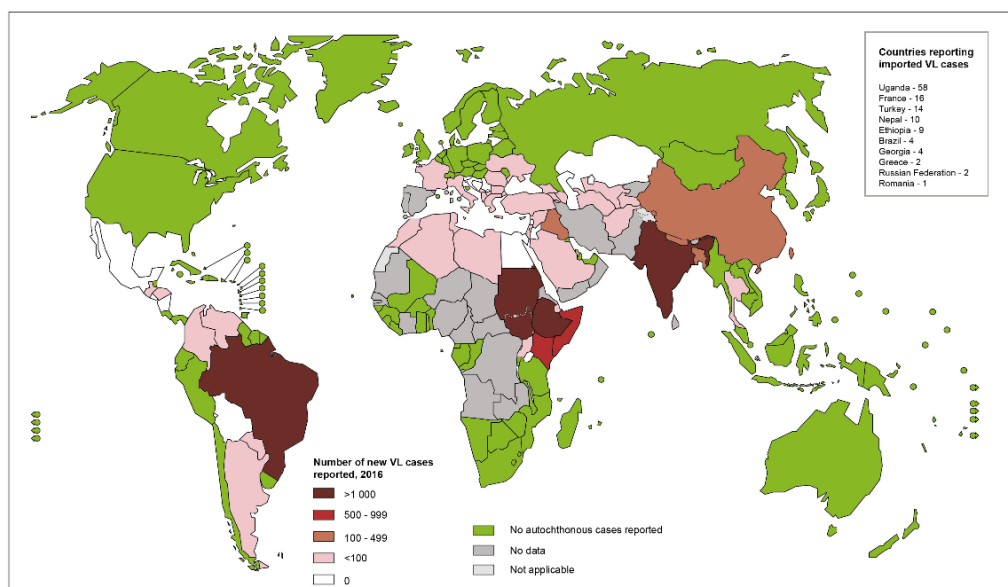 Countries reporting
imported VL cases
Uganda - 58
France - 16
Turkey - 14
Nepal - 10
Ethiopia - 9
Brazil - 4
Georgia - 4
Greece - 2
Russian Federation - 2
Romania - 1
Number of new VL cases
reported, 2016
>1 000
500 - 999
100 - 499
<100
0
No autochthonous cases reported
No data
Not applicable